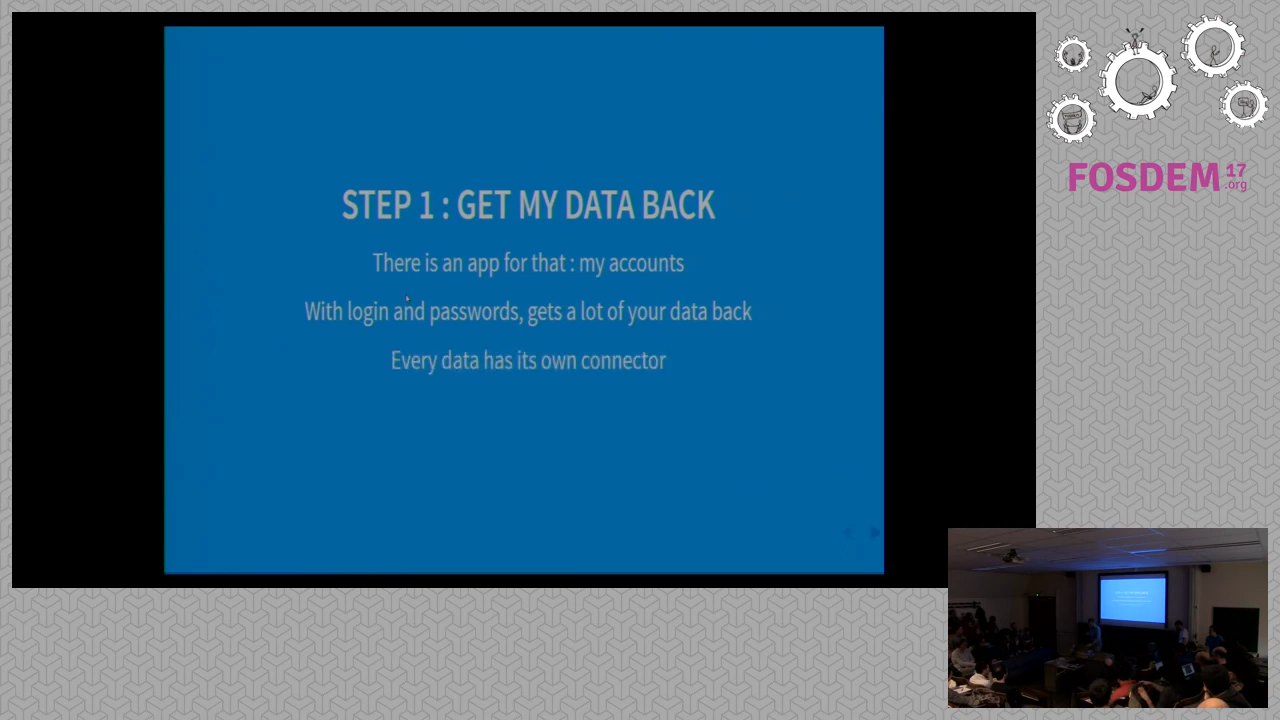 STEP 1 : GET MY DATA BACK
There is an app for that : my accounts
With login and passwords, gets a lot of your data back
Every data has its own connector
FOSDEM 17
.org